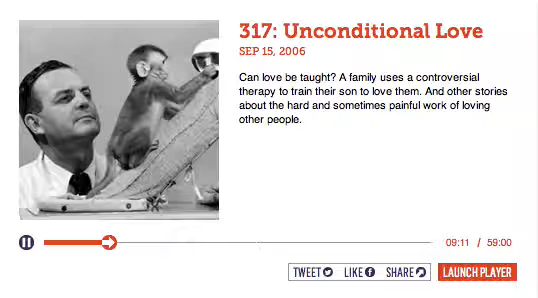 317: Unconditional Love
SEP 15, 2006
Can love be taught? A family uses a controversial
therapy to train their son to love them. And other stories
about the hard and sometimes painful work of loving
other people.
09:11 / 59:00
TWEET LIKE SHARE LAUNCH PLAYER